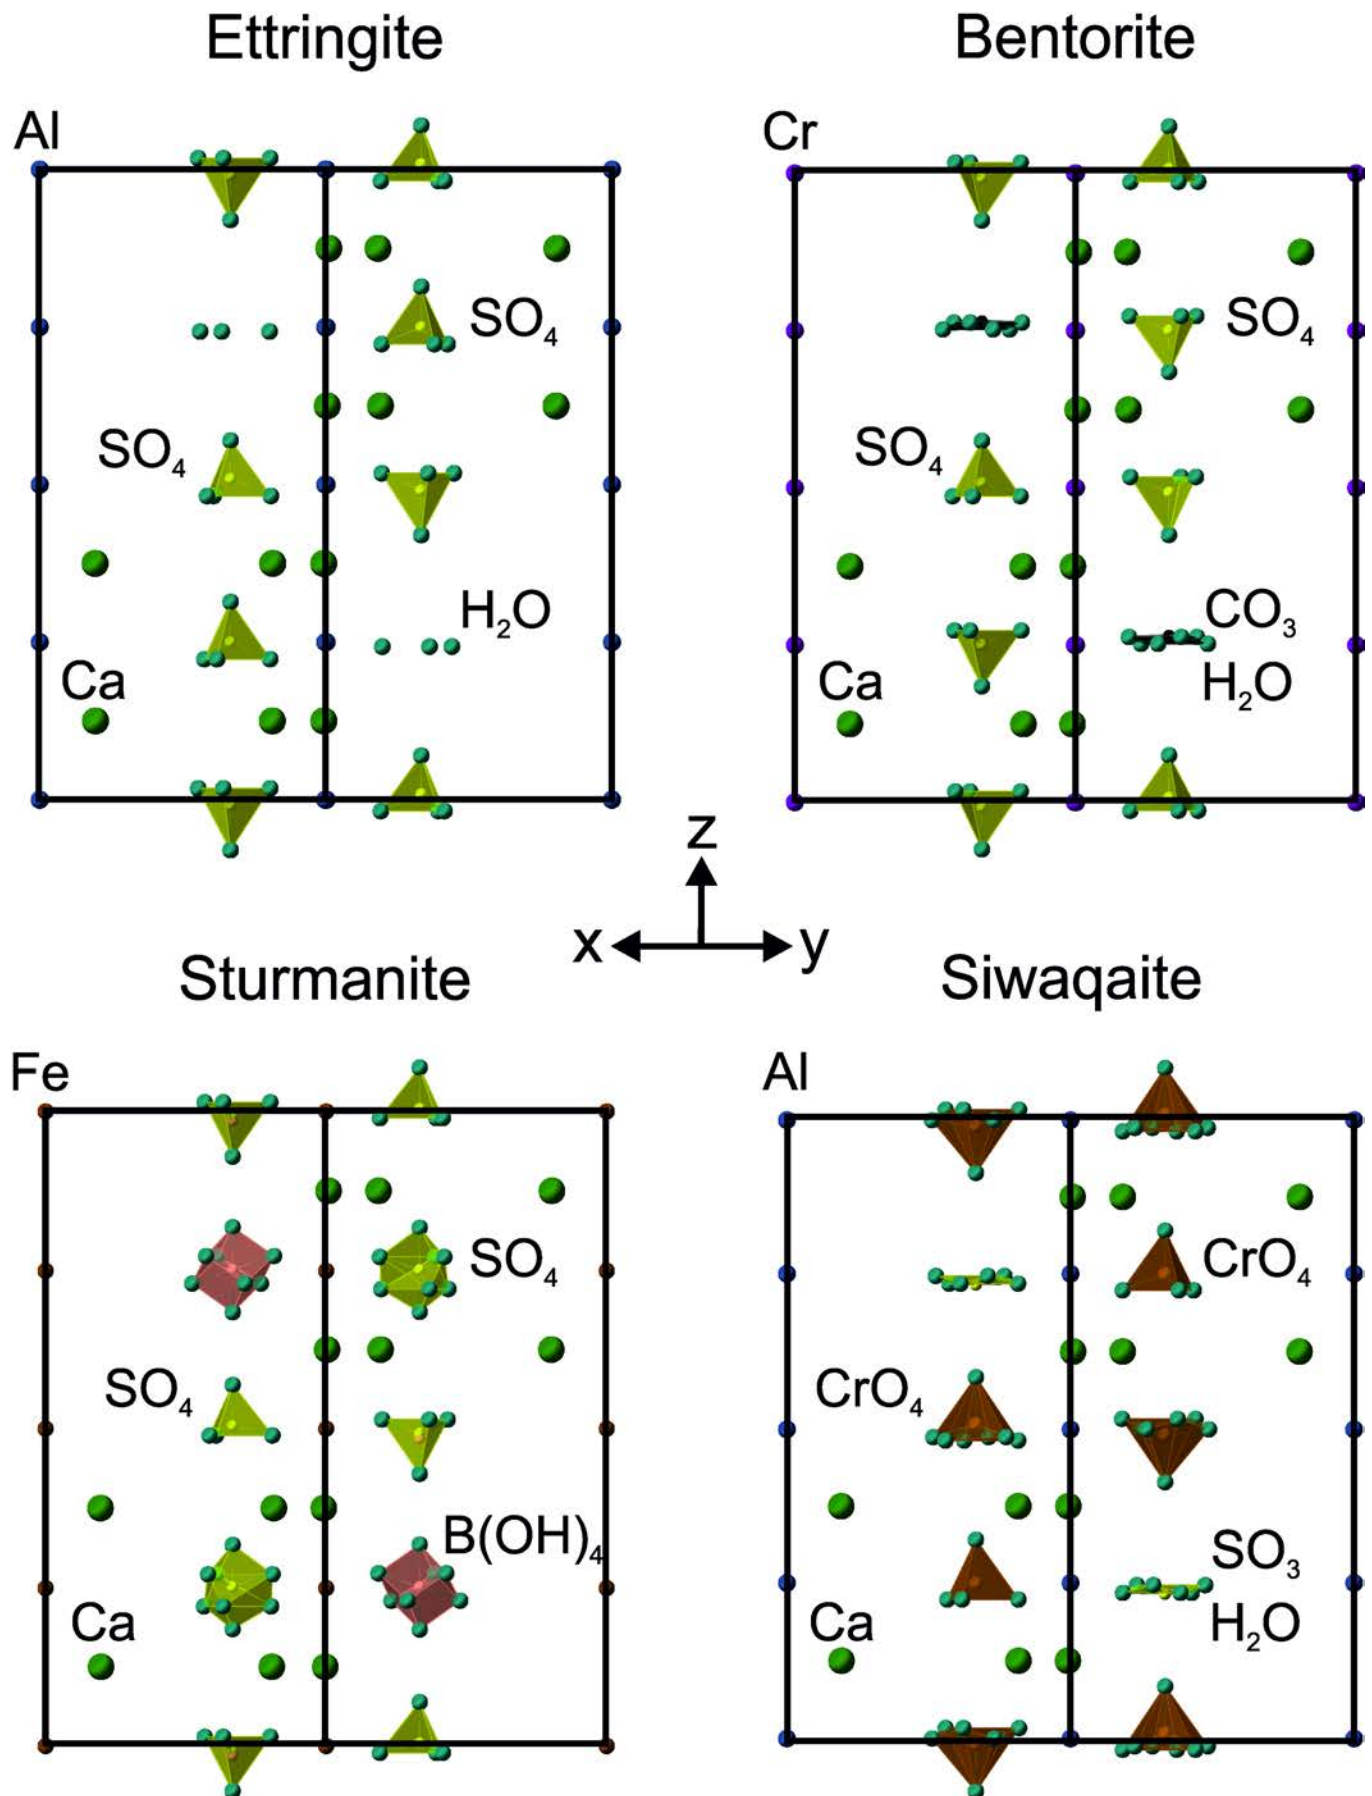 Ettringite
Bentorite
Al
Cr
SO₄
SO₄
SO₄
SO₄
H₂O
CO₃
Ca
Ca
H₂O
z
x
y
Sturmanite
Siwaqaite
Fe
Al
SO₄
CrO₄
SO₄
CrO₄
B(OH)₄
SO₃
Ca
Ca
H₂O